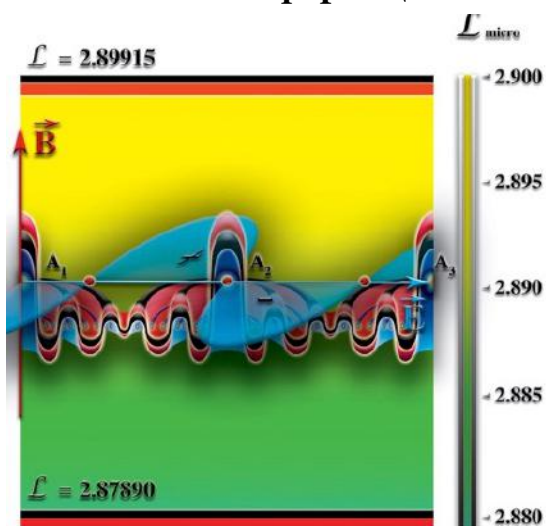 ℒ micro
ℒ = 2.89915
2.900
B
2.895
A₁
A₂
A₃
2.890
E
2.885
ℒ = 2.87890
2.880